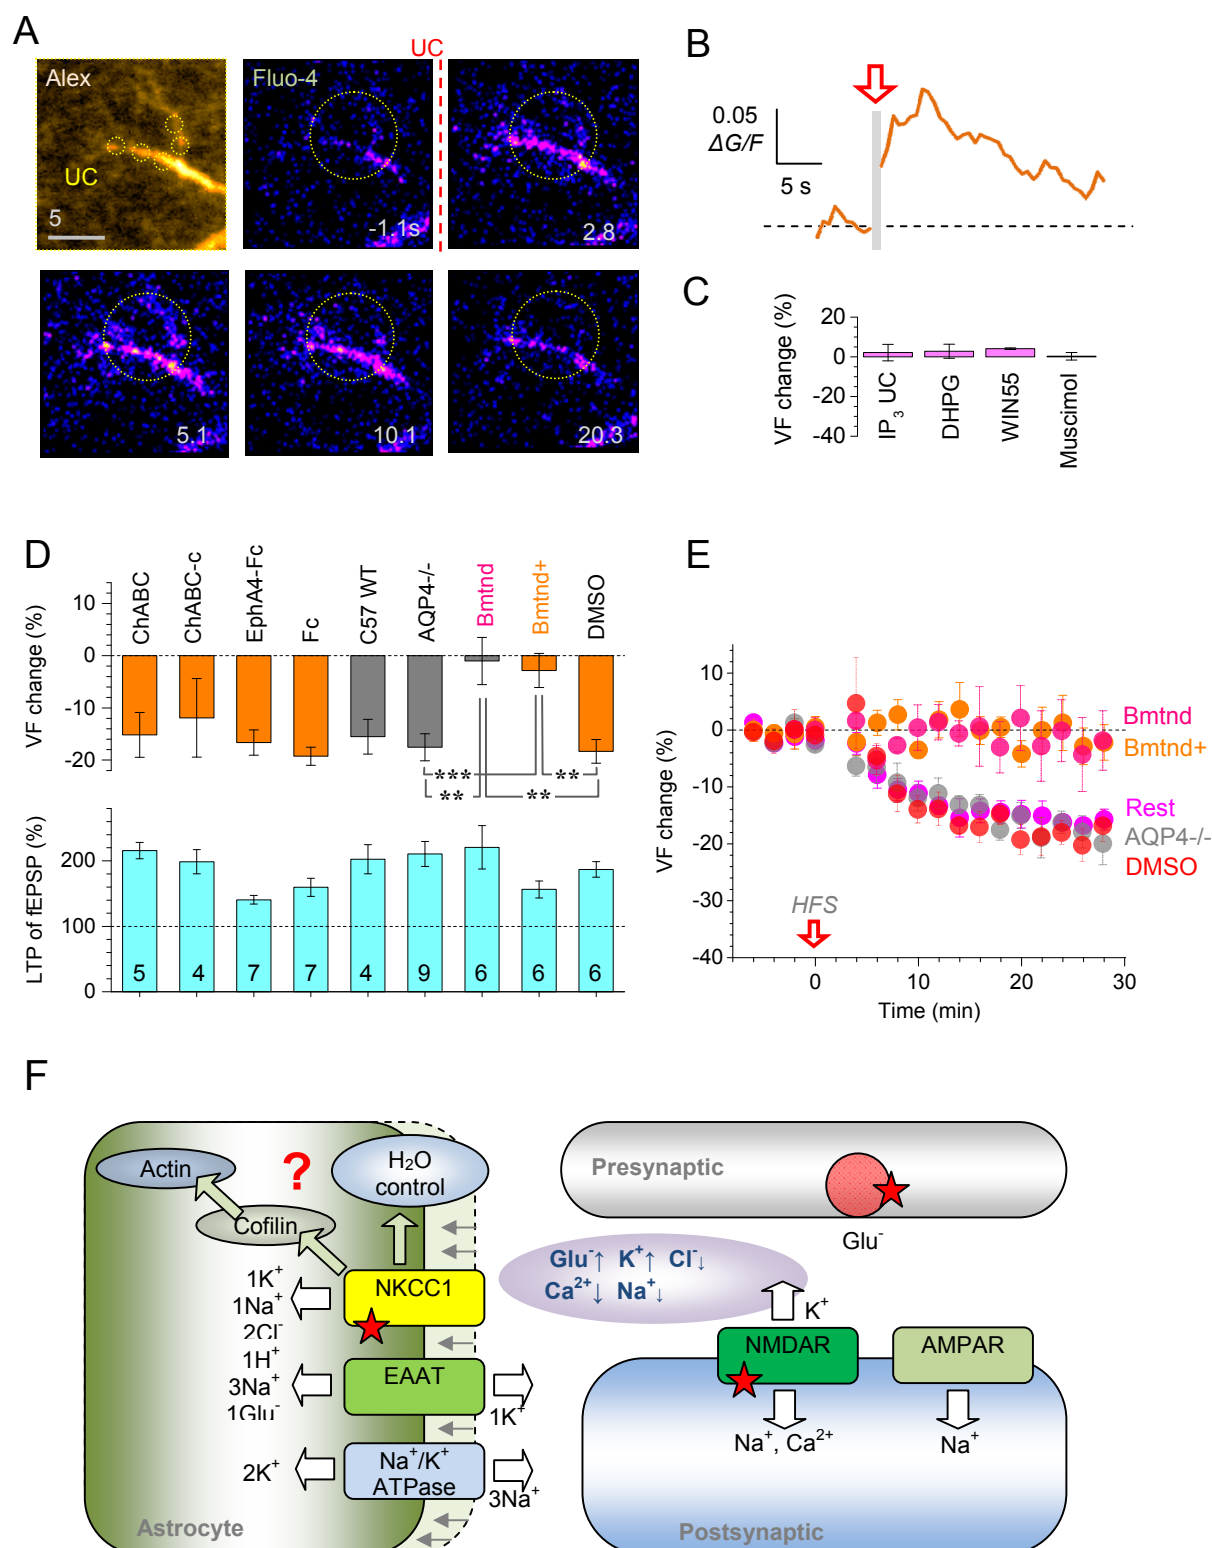 A
UC
Alex
UC
5
Fluo-4
-1.1s
2.8
5.1
10.1
20.3
B
0.05
ΔG/F
5 s
C
VF change (%)
20
0
-20
-40
IP3 UC
DHPG
WIN55
Muscimol
D
ChABC
ChABC-c
EphA4-Fc
Fc
C57 WT
AQP4-/-
Bmtnd
Bmtnd+
DMSO
VF change (%)
10
0
-10
-20
***
**
**
**
LTP of fEPSP (%)
200
100
0
5
4
7
7
4
9
6
6
6
E
VF change (%)
10
0
-10
-20
-30
-40
Bmtnd
Bmtnd+
Rest
AQP4-/-
DMSO
HFS
0
20
30
Time (min)
F
Actin
?
H2O
control
Cofilin
NKCC1
1K+
1Na+
2Cl-
1H+
3Na+
1Glu-
EAAT
1K+
2K+
Na+/K+
ATPase
3Na+
Astrocyte
Presynaptic
Glu-
Glu-↑ K+↑ Cl-↓
Ca2+↓ Na+↓
K+
NMDAR
AMPAR
Na+, Ca2+
Na+
Postsynaptic